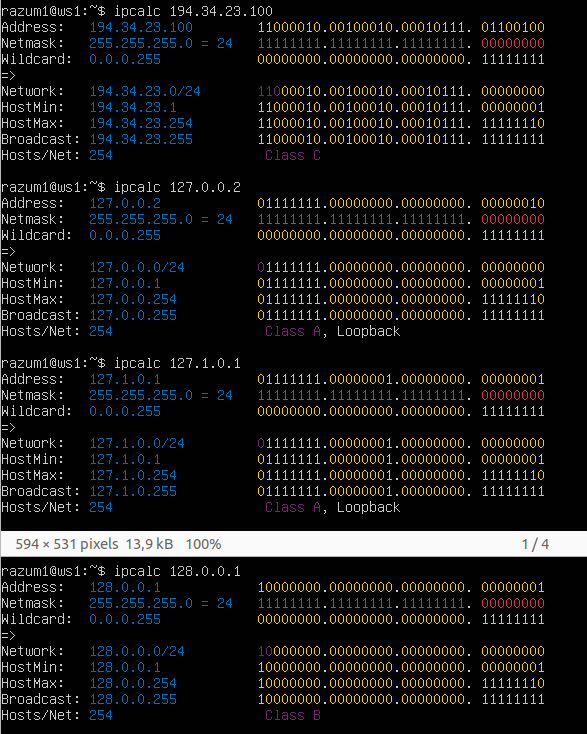 razum1@ws1:~$ ipcalc 194.34.23.100
Address:   194.34.23.100        11000010.00100010.00010111. 01100100
Netmask:   255.255.255.0 = 24   11111111.11111111.11111111. 00000000
Wildcard:  0.0.0.255            00000000.00000000.00000000. 11111111
=>
Network:   194.34.23.0/24       11000010.00100010.00010111. 00000000
HostMin:   194.34.23.1          11000010.00100010.00010111. 00000001
HostMax:   194.34.23.254        11000010.00100010.00010111. 11111110
Broadcast: 194.34.23.255        11000010.00100010.00010111. 11111111
Hosts/Net: 254                   Class C
razum1@ws1:~$ ipcalc 127.0.0.2
Address:   127.0.0.2            01111111.00000000.00000000. 00000010
Netmask:   255.255.255.0 = 24   11111111.11111111.11111111. 00000000
Wildcard:  0.0.0.255            00000000.00000000.00000000. 11111111
=>
Network:   127.0.0.0/24         01111111.00000000.00000000. 00000000
HostMin:   127.0.0.1            01111111.00000000.00000000. 00000001
HostMax:   127.0.0.254          01111111.00000000.00000000. 11111110
Broadcast: 127.0.0.255          01111111.00000000.00000000. 11111111
Hosts/Net: 254                   Class A, Loopback
razum1@ws1:~$ ipcalc 127.1.0.1
Address:   127.1.0.1            01111111.00000001.00000000. 00000001
Netmask:   255.255.255.0 = 24   11111111.11111111.11111111. 00000000
Wildcard:  0.0.0.255            00000000.00000000.00000000. 11111111
=>
Network:   127.1.0.0/24         01111111.00000001.00000000. 00000000
HostMin:   127.1.0.1            01111111.00000001.00000000. 00000001
HostMax:   127.1.0.254          01111111.00000001.00000000. 11111110
Broadcast: 127.1.0.255          01111111.00000001.00000000. 11111111
Hosts/Net: 254                   Class A, Loopback
594 × 531 pixels  13,9 kB  100%  1 / 4
razum1@ws1:~$ ipcalc 128.0.0.1
Address:   128.0.0.1            10000000.00000000.00000000. 00000001
Netmask:   255.255.255.0 = 24   11111111.11111111.11111111. 00000000
Wildcard:  0.0.0.255            00000000.00000000.00000000. 11111111
=>
Network:   128.0.0.0/24         10000000.00000000.00000000. 00000000
HostMin:   128.0.0.1            10000000.00000000.00000000. 00000001
HostMax:   128.0.0.254          10000000.00000000.00000000. 11111110
Broadcast: 128.0.0.255          10000000.00000000.00000000. 11111111
Hosts/Net: 254                   Class B